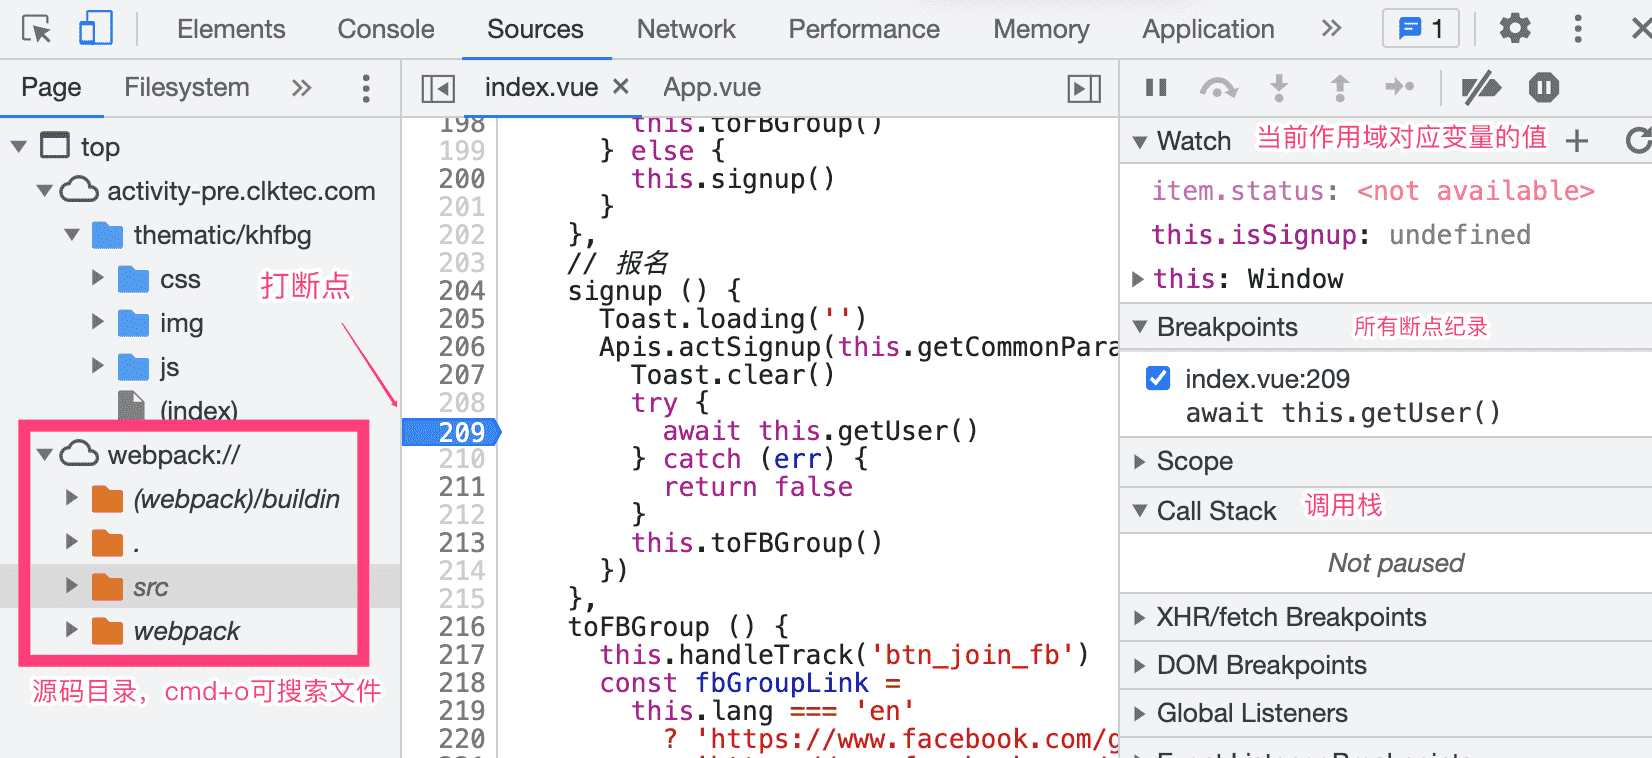 Elements Console Sources Network Performance Memory Application » 1
Page Filesystem » index.vue × App.vue
top
activity-pre.clktec.com
thematic/khfbg
css
img
js
(index)
webpack://
(webpack)/buildin
.
src
webpack
源码目录，cmd+o可搜索文件
打断点
198 this.toFBGroup()
199 } else {
200 this.signup()
201 }
202 },
203 // 报名
204 signup () {
205 Toast.loading('')
206 Apis.actSignup(this.getCommonPara
207 Toast.clear()
208 try {
209 await this.getUser()
210 } catch (err) {
211 return false
212 }
213 this.toFBGroup()
214 })
215 },
216 toFBGroup () {
217 this.handleTrack('btn_join_fb')
218 const fbGroupLink =
219 this.lang === 'en'
220 ? 'https://www.facebook.com/g
Watch 当前作用域对应变量的值 +
item.status: <not available>
this.isSignup: undefined
this: Window
Breakpoints 所有断点纪录
index.vue:209
await this.getUser()
Scope
Call Stack 调用栈
Not paused
XHR/fetch Breakpoints
DOM Breakpoints
Global Listeners